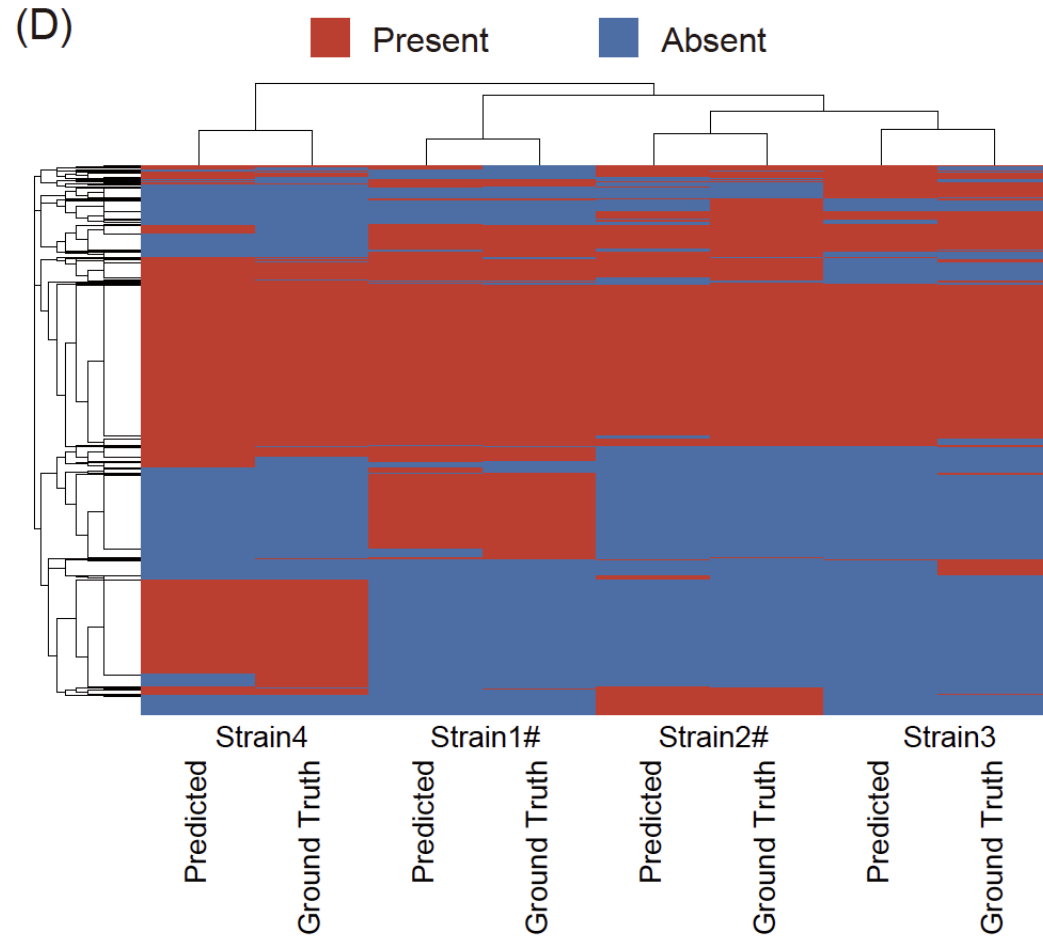 (D)
Present
Absent
Strain4
Strain1#
Strain2#
Strain3
Predicted
Ground Truth
Predicted
Ground Truth
Predicted
Ground Truth
Predicted
Ground Truth